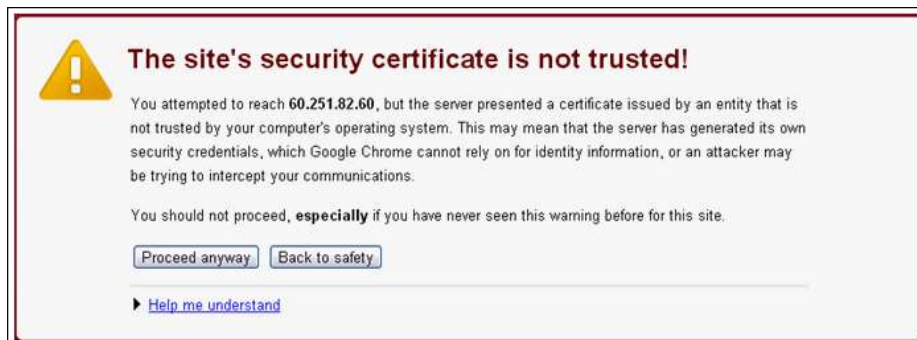 The site's security certificate is not trusted!
You attempted to reach 60.251.82.60, but the server presented a certificate issued by an entity that is
not trusted by your computer's operating system. This may mean that the server has generated its own
security credentials, which Google Chrome cannot rely on for identity information, or an attacker may
be trying to intercept your communications.
You should not proceed, especially if you have never seen this warning before for this site.
Proceed anyway Back to safety
Help me understand